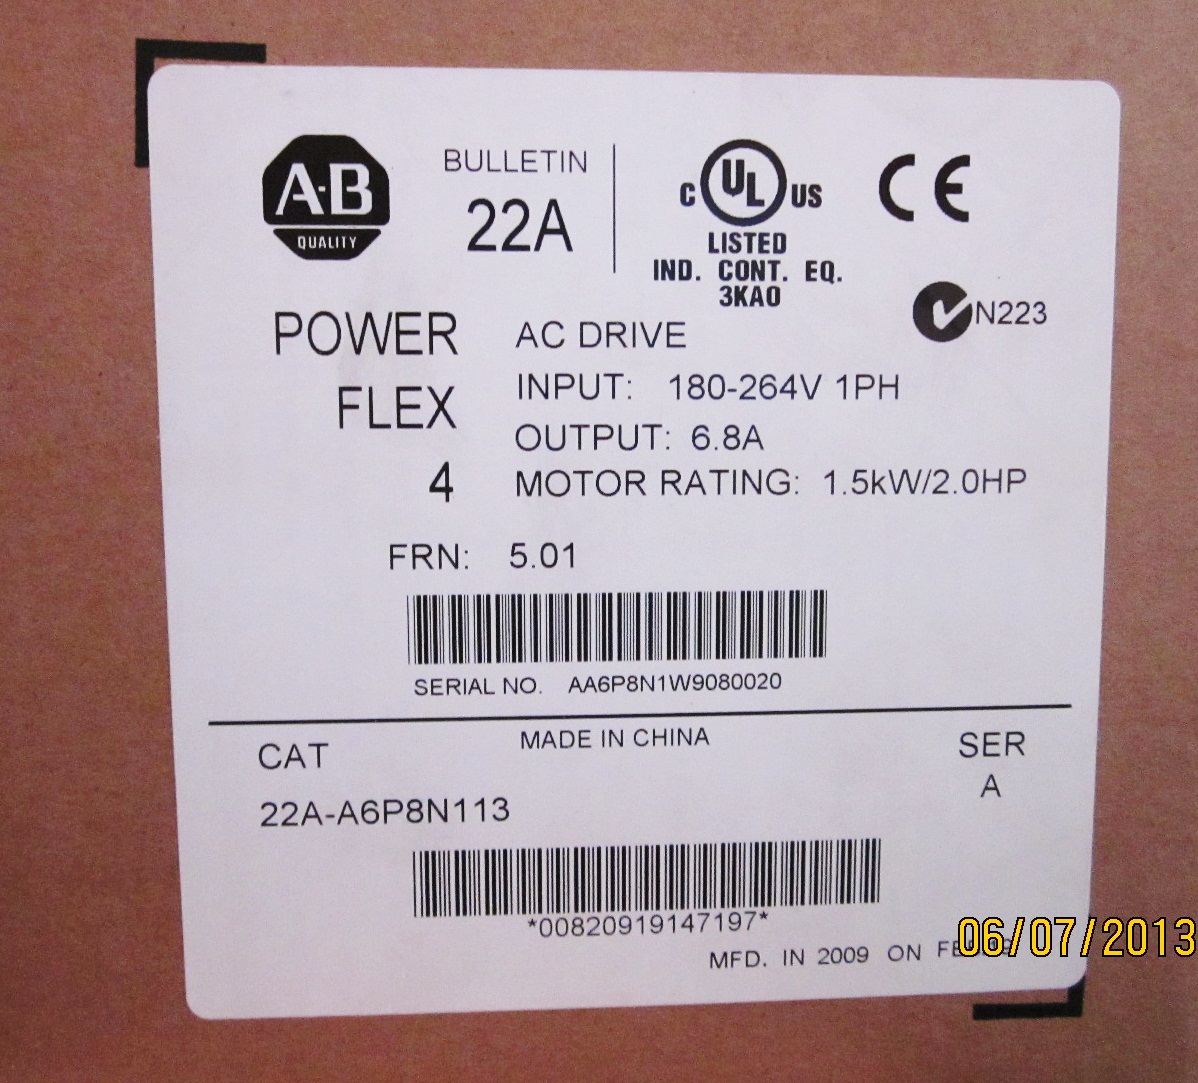 A-B
QUALITY
BULLETIN
22A
C UL US
LISTED
IND. CONT. EQ.
3KA0
CE
N223
POWER
FLEX
4
AC DRIVE
INPUT: 180-264V 1PH
OUTPUT: 6.8A
MOTOR RATING: 1.5kW/2.0HP
FRN: 5.01
SERIAL NO. AA6P8N1W9080020
MADE IN CHINA
CAT
22A-A6P8N113
SER
A
*00820919147197*
MFD. IN 2009 ON
06/07/2013